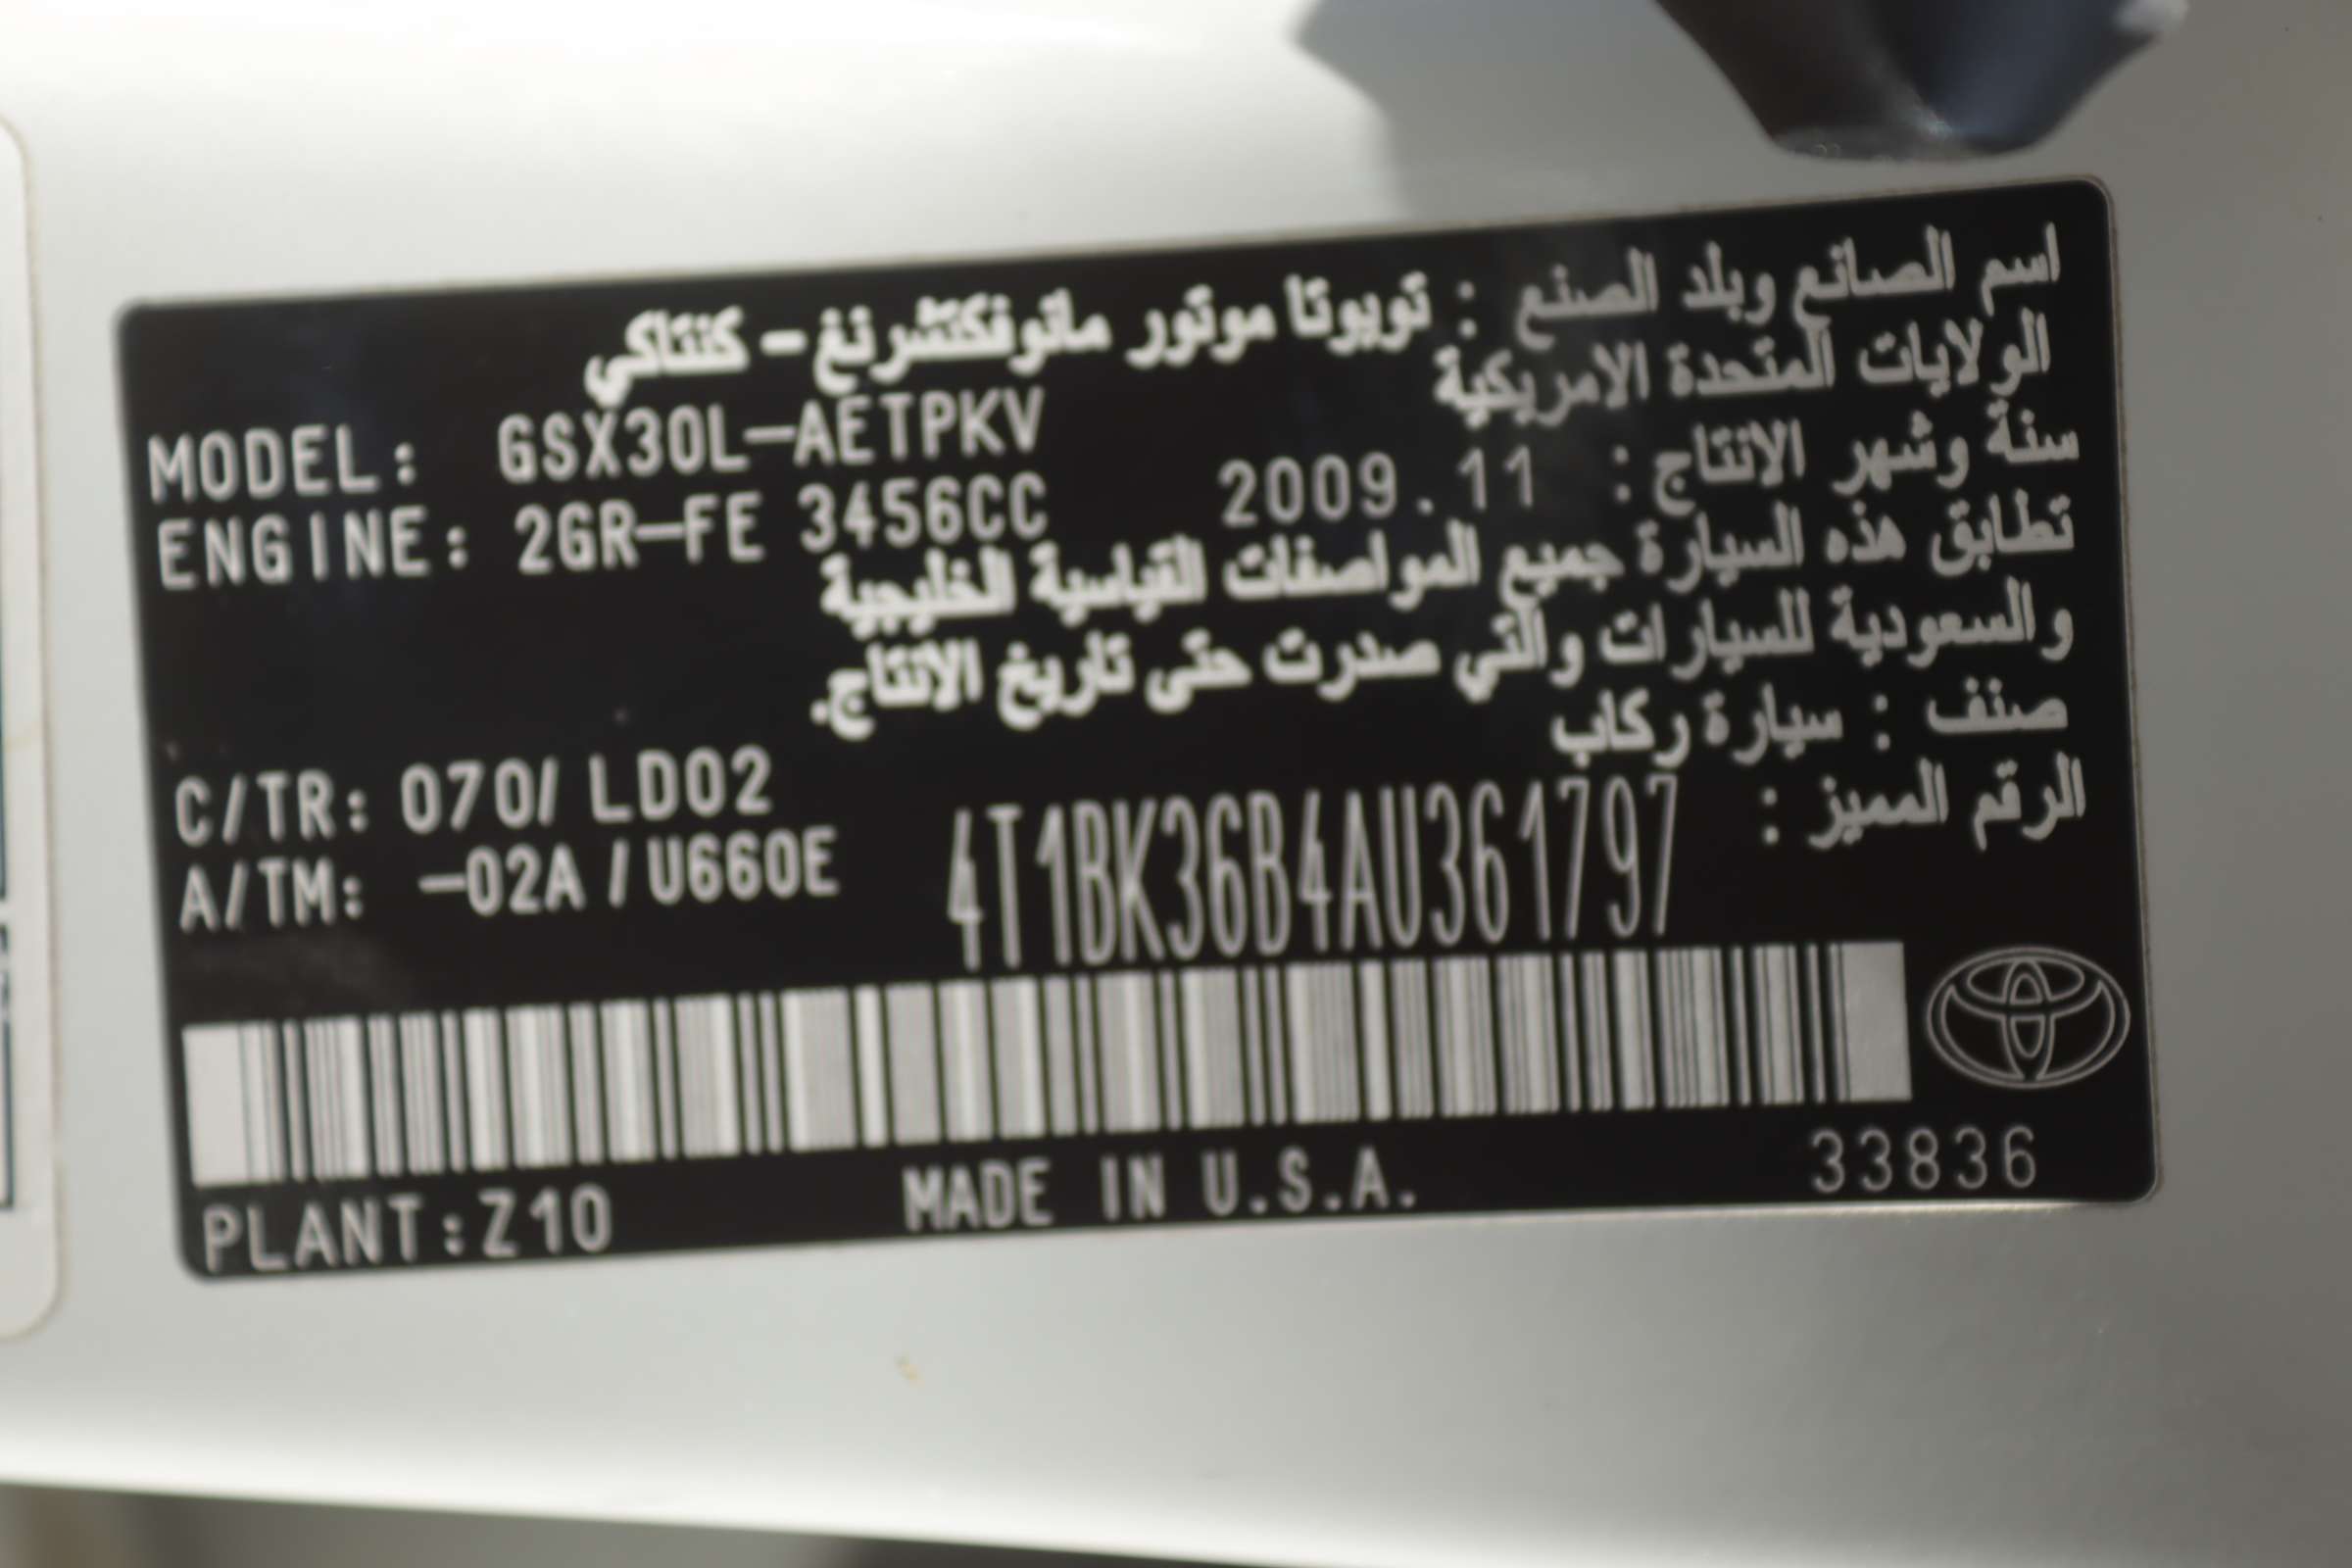 اسم الصانع وبلد الصنع : تويوتا موتور مانوفكتشرنغ - كنتاكي
الولايات المتحدة الامريكية
MODEL: GSX30L-AETPKV
سنة وشهر الانتاج : 2009.11
ENGINE: 2GR-FE 3456CC
تطابق هذه السيارة جميع المواصفات القياسية الخليجية
والسعودية للسيارات والتي صدرت حتى تاريخ الانتاج.
صنف : سيارة ركاب
C/TR: 070/ LD02
الرقم المميز : 4T1BK36B4AU361797
A/TM: -02A / U660E
PLANT:Z10 MADE IN U.S.A. 33836